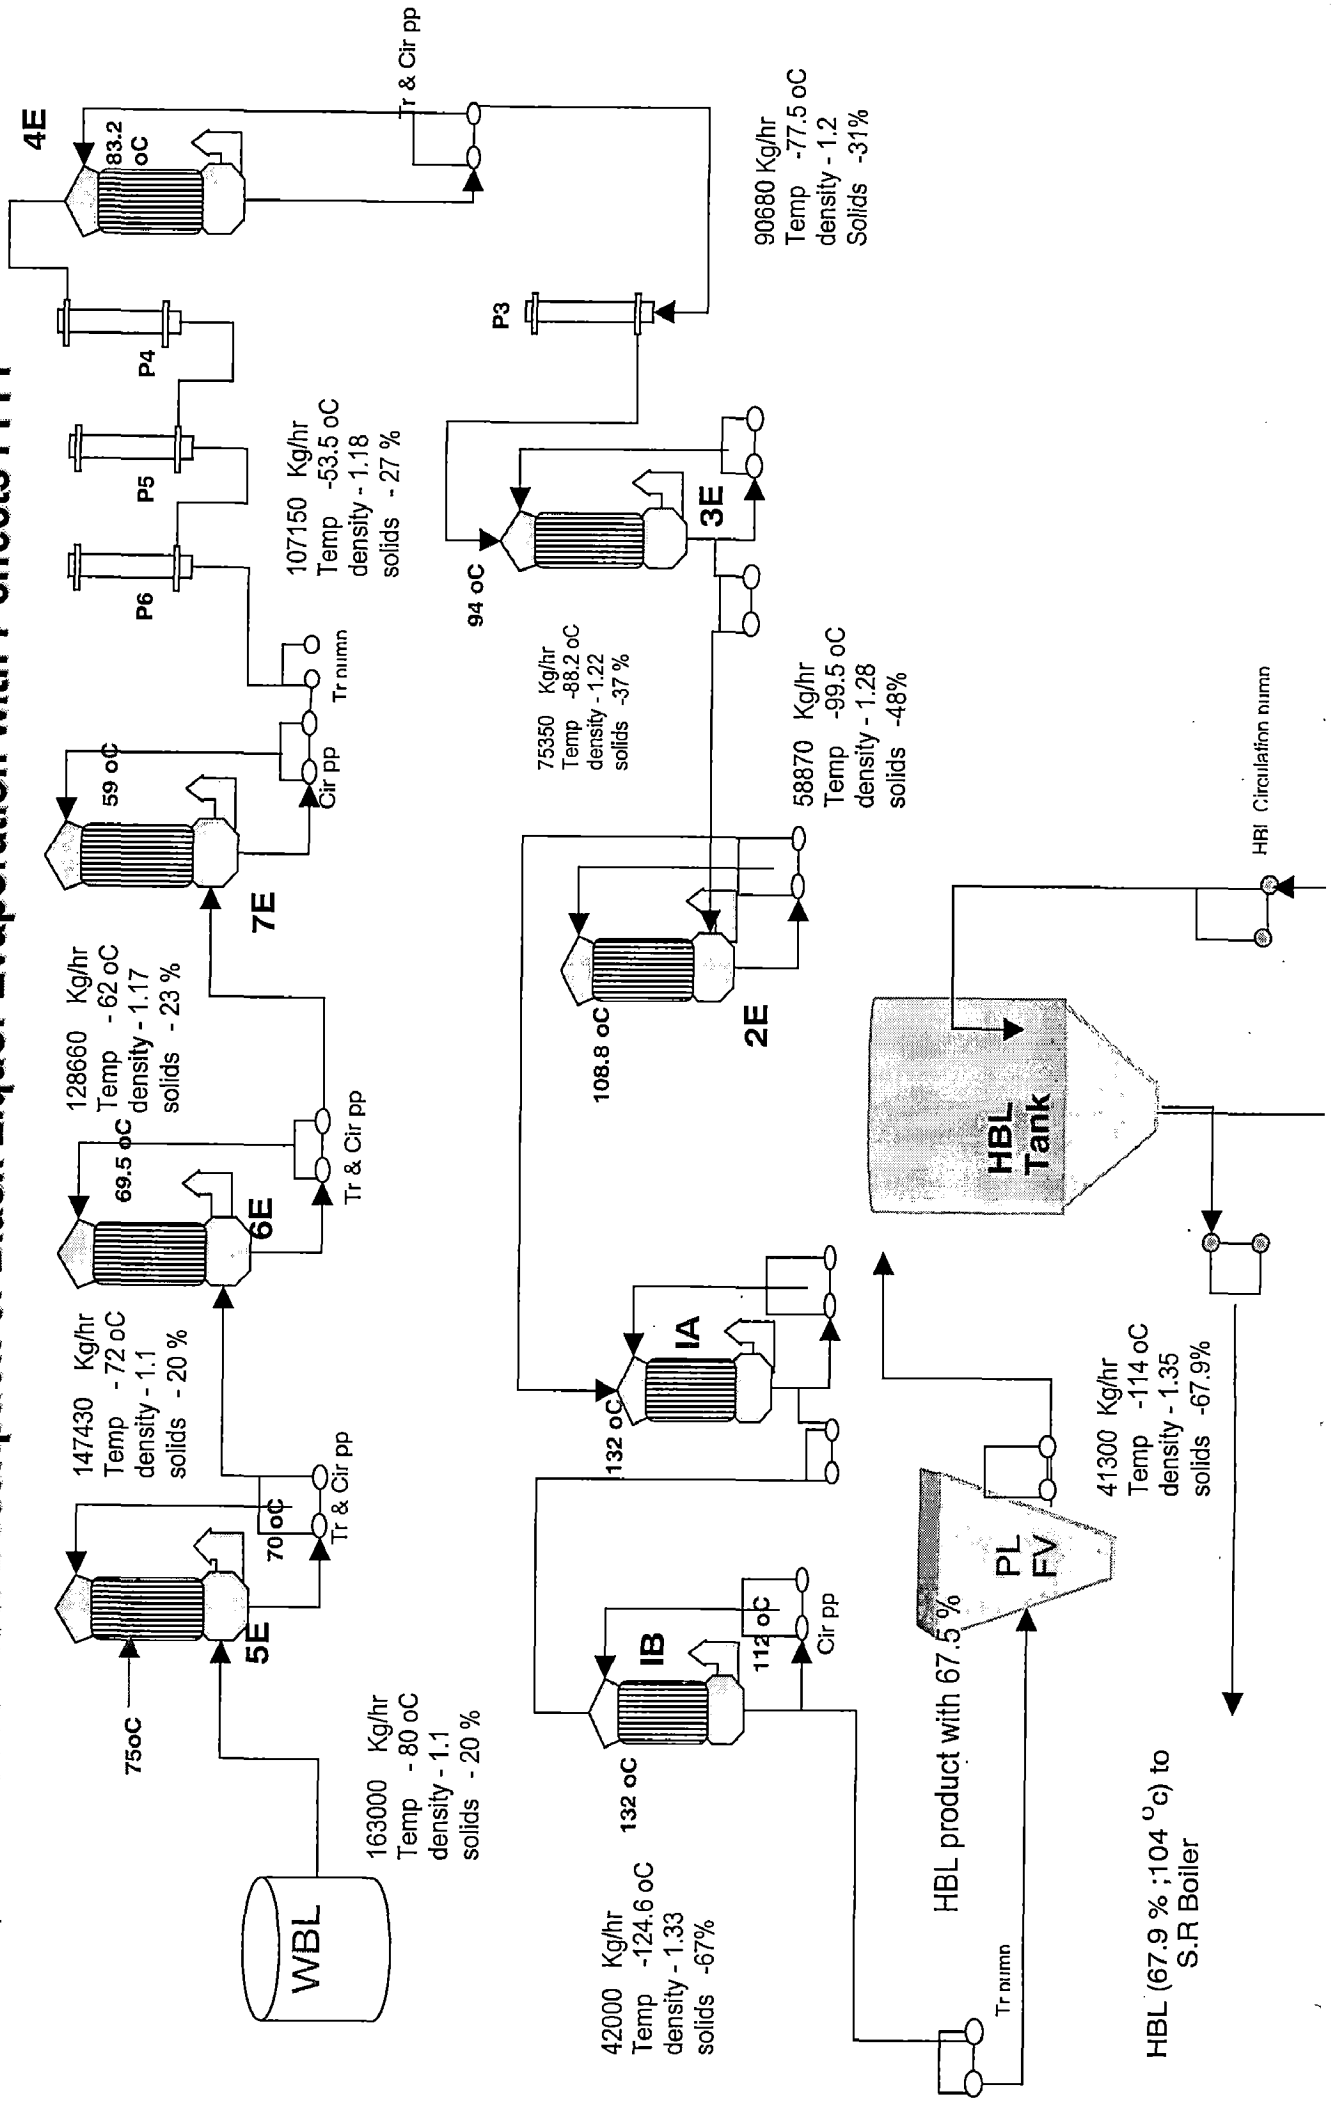 Black Liquor Evaporation with 7 effects FFFF
WBL
163000 Kg/hr
Temp - 80 oC
density - 1.1
solids - 20 %
75oC
5E
70 oC
Tr & Cir pp
147430 Kg/hr
Temp - 72 oC
density - 1.1
solids - 20 %
69.5 oC
6E
Tr & Cir pp
128660 Kg/hr
Temp - 62 oC
density - 1.17
solids - 23 %
59 oC
7E
Cir pp
Tr pump
107150 Kg/hr
Temp -53.5 oC
density - 1.18
solids - 27 %
P6
P5
P4
4E
83.2
oC
Tr & Cir pp
90680 Kg/hr
Temp -77.5 oC
density - 1.2
Solids -31%
P3
94 oC
3E
75350 Kg/hr
Temp -88.2 oC
density - 1.22
solids -37 %
108.8 oC
2E
58870 Kg/hr
Temp -99.5 oC
density - 1.28
solids -48%
132 oC
IA
132 oC
IB
112 oC
Cir pp
42000 Kg/hr
Temp -124.6 oC
density - 1.33
solids -67%
Tr pump
HBL product with 67.5 %
PL
FV
41300 Kg/hr
Temp -114 oC
density - 1.35
solids -67.9%
HBL
Tank
HBL Circulation pump
HBL (67.9 % ;104 ⁰c) to
S.R Boiler